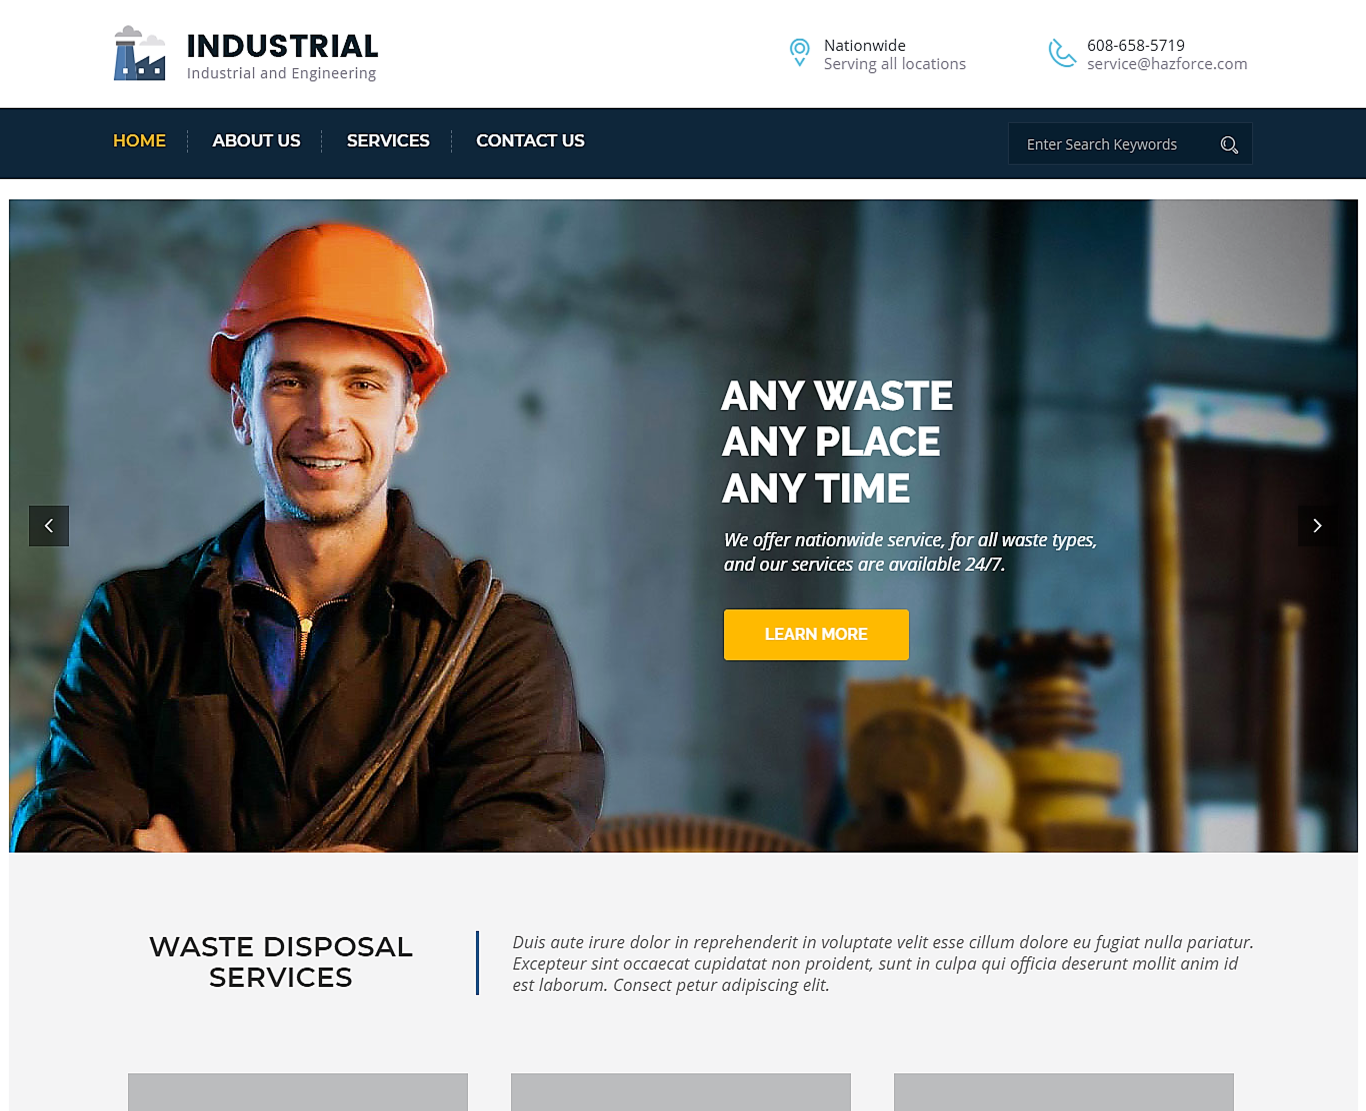 INDUSTRIAL
Industrial and Engineering
Nationwide
Serving all locations
608-658-5719
service@hazforce.com
HOME
ABOUT US
SERVICES
CONTACT US
Enter Search Keywords
ANY WASTE
ANY PLACE
ANY TIME
We offer nationwide service, for all waste types,
and our services are available 24/7.
LEARN MORE
WASTE DISPOSAL
SERVICES
Duis aute irure dolor in reprehenderit in voluptate velit esse cillum dolore eu fugiat nulla pariatur.
Excepteur sint occaecat cupidatat non proident, sunt in culpa qui officia deserunt mollit anim id
est laborum. Consect petur adipiscing elit.